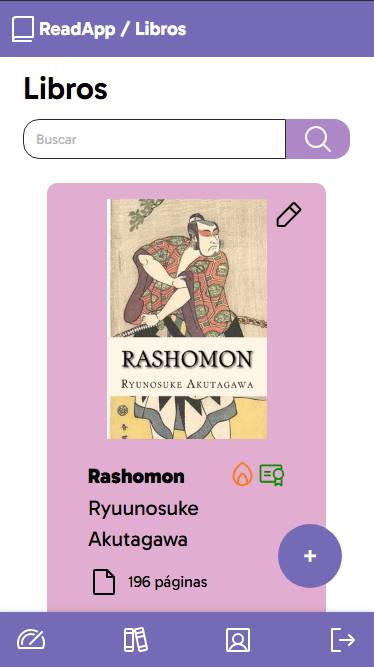 ReadApp / Libros
Libros
Buscar
RASHOMON
RYUNOSUKE AKUTAGAWA
Rashomon
Ryuunosuke
Akutagawa
196 páginas
+